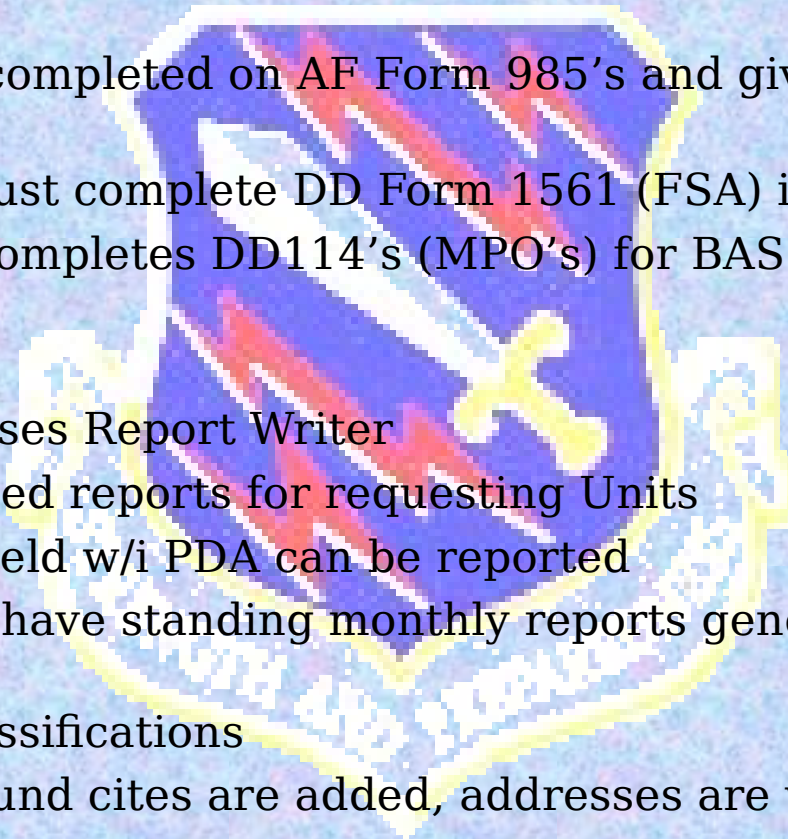 completed on AF Form 985’s and giv
ust complete DD Form 1561 (FSA) i
ompletes DD114’s (MPO’s) for BAS
ses Report Writer
ed reports for requesting Units
eld w/i PDA can be reported
have standing monthly reports gene
ssifications
und cites are added, addresses are
AND